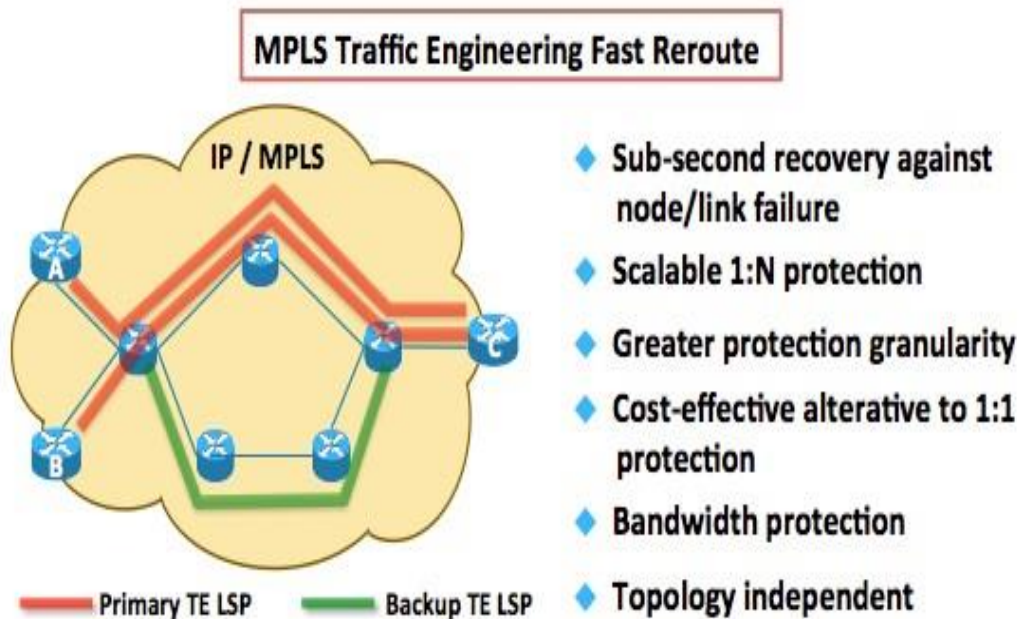 MPLS Traffic Engineering Fast Reroute
IP / MPLS
A
B
C
Sub-second recovery against
node/link failure
Scalable 1:N protection
Greater protection granularity
Cost-effective alterative to 1:1
protection
Bandwidth protection
Topology independent
Primary TE LSP
Backup TE LSP